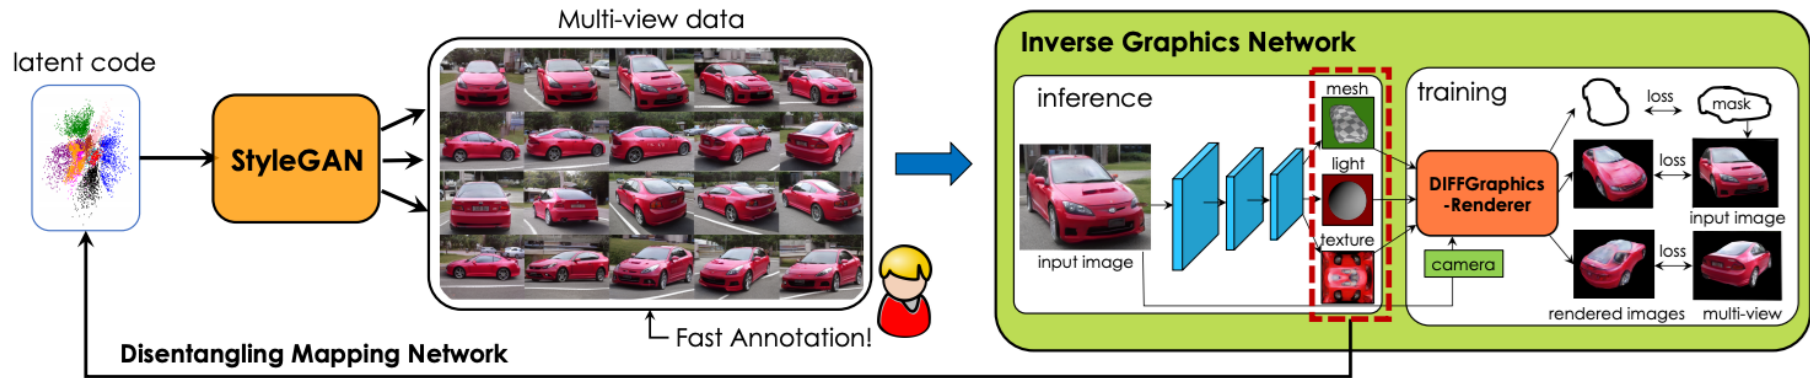 latent code
StyleGAN
Multi-view data
Fast Annotation!
Disentangling Mapping Network
Inverse Graphics Network
inference
input image
mesh
light
texture
training
DIFFGraphics
-Renderer
camera
loss
mask
loss
input image
loss
rendered images
multi-view